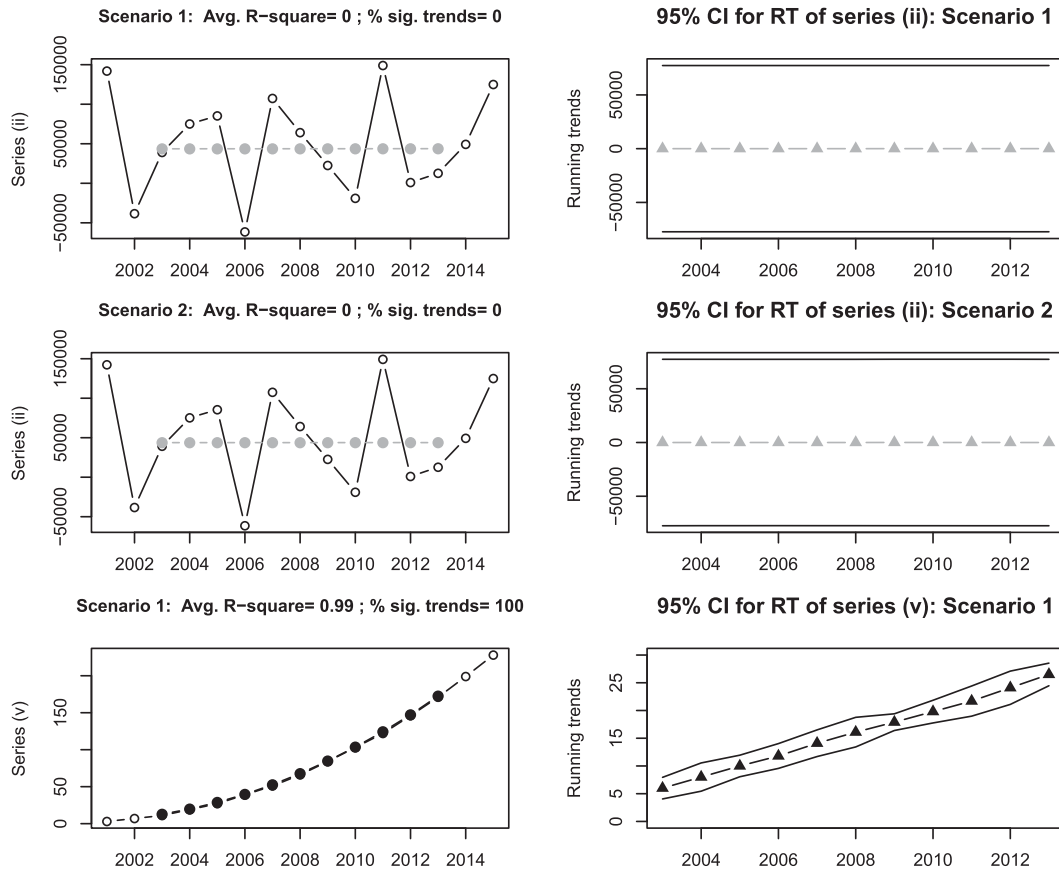 Scenario 1: Avg. R−square= 0 ; % sig. trends= 0
Series (ii)
150000
50000
−50000
2002 2004 2006 2008 2010 2012 2014
95% CI for RT of series (ii): Scenario 1
Running trends
50000
0
−50000
2004 2006 2008 2010 2012
Scenario 2: Avg. R−square= 0 ; % sig. trends= 0
Series (ii)
150000
50000
−50000
2002 2004 2006 2008 2010 2012 2014
95% CI for RT of series (ii): Scenario 2
Running trends
50000
0
−50000
2004 2006 2008 2010 2012
Scenario 1: Avg. R−square= 0.99 ; % sig. trends= 100
Series (v)
150
50
0
2002 2004 2006 2008 2010 2012 2014
95% CI for RT of series (v): Scenario 1
Running trends
25
15
5
0
2004 2006 2008 2010 2012